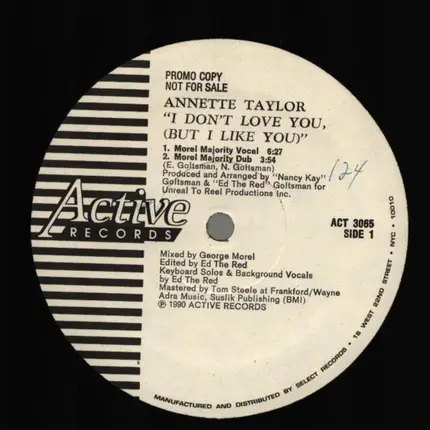 PROMO COPY
NOT FOR SALE
ANNETTE TAYLOR
"I DON'T LOVE YOU,
(BUT I LIKE YOU)"
1. Morel Majority Vocal 6:27
2. Morel Majority Dub 3:54
(E. Goltsman, N. Goltsman)
Produced and Arranged by "Nancy Kay"
Goltsman & "Ed The Red" Goltsman for
Unreal To Reel Productions Inc.
124
Active
RECORDS
ACT 3065
SIDE 1
Mixed by George Morel
Edited by Ed The Red
Keyboard Solos & Background Vocals
by Ed The Red
Mastered by Tom Steele at Frankford/Wayne
Adra Music, Suslik Publishing (BMI)
℗ 1990 ACTIVE RECORDS
MANUFACTURED AND DISTRIBUTED BY SELECT RECORDS • 16 WEST 22ND STREET • NYC • 10010